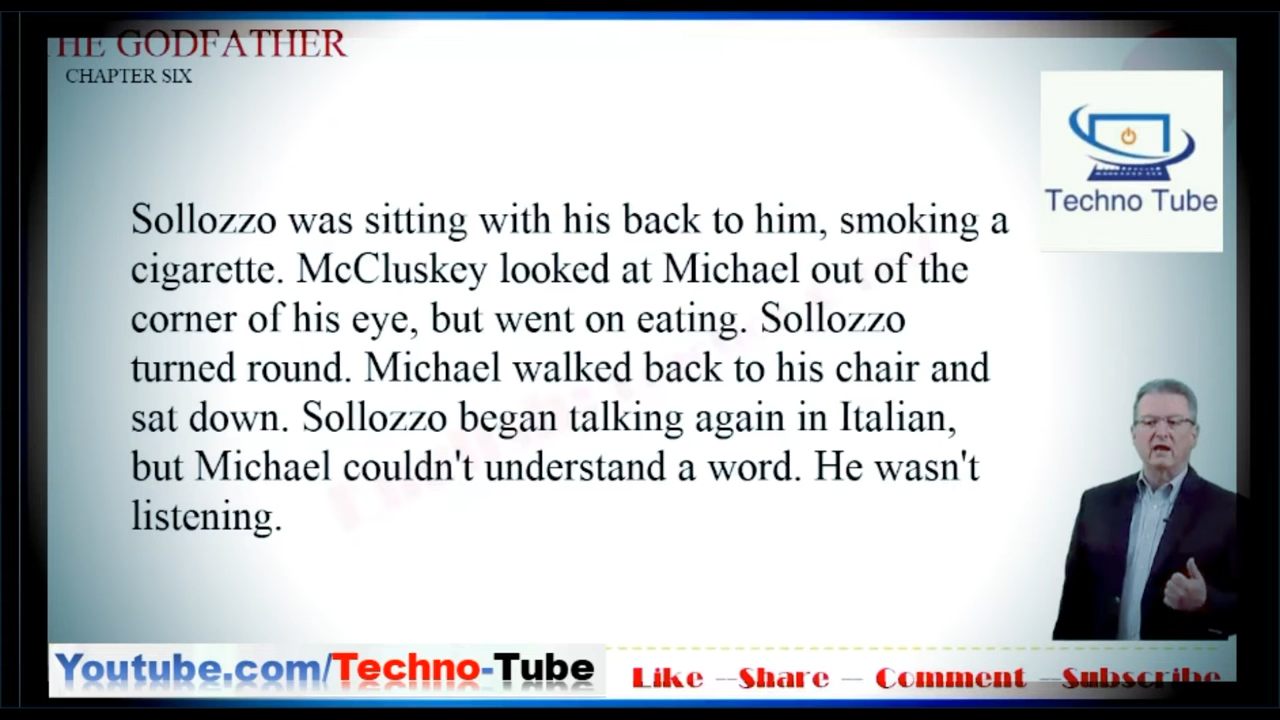 THE GODFATHER
CHAPTER SIX
Techno Tube
Sollozzo was sitting with his back to him, smoking a
cigarette. McCluskey looked at Michael out of the
corner of his eye, but went on eating. Sollozzo
turned round. Michael walked back to his chair and
sat down. Sollozzo began talking again in Italian,
but Michael couldn't understand a word. He wasn't
listening.
Youtube.com/Techno-Tube
Like – Share – Comment – Subscribe